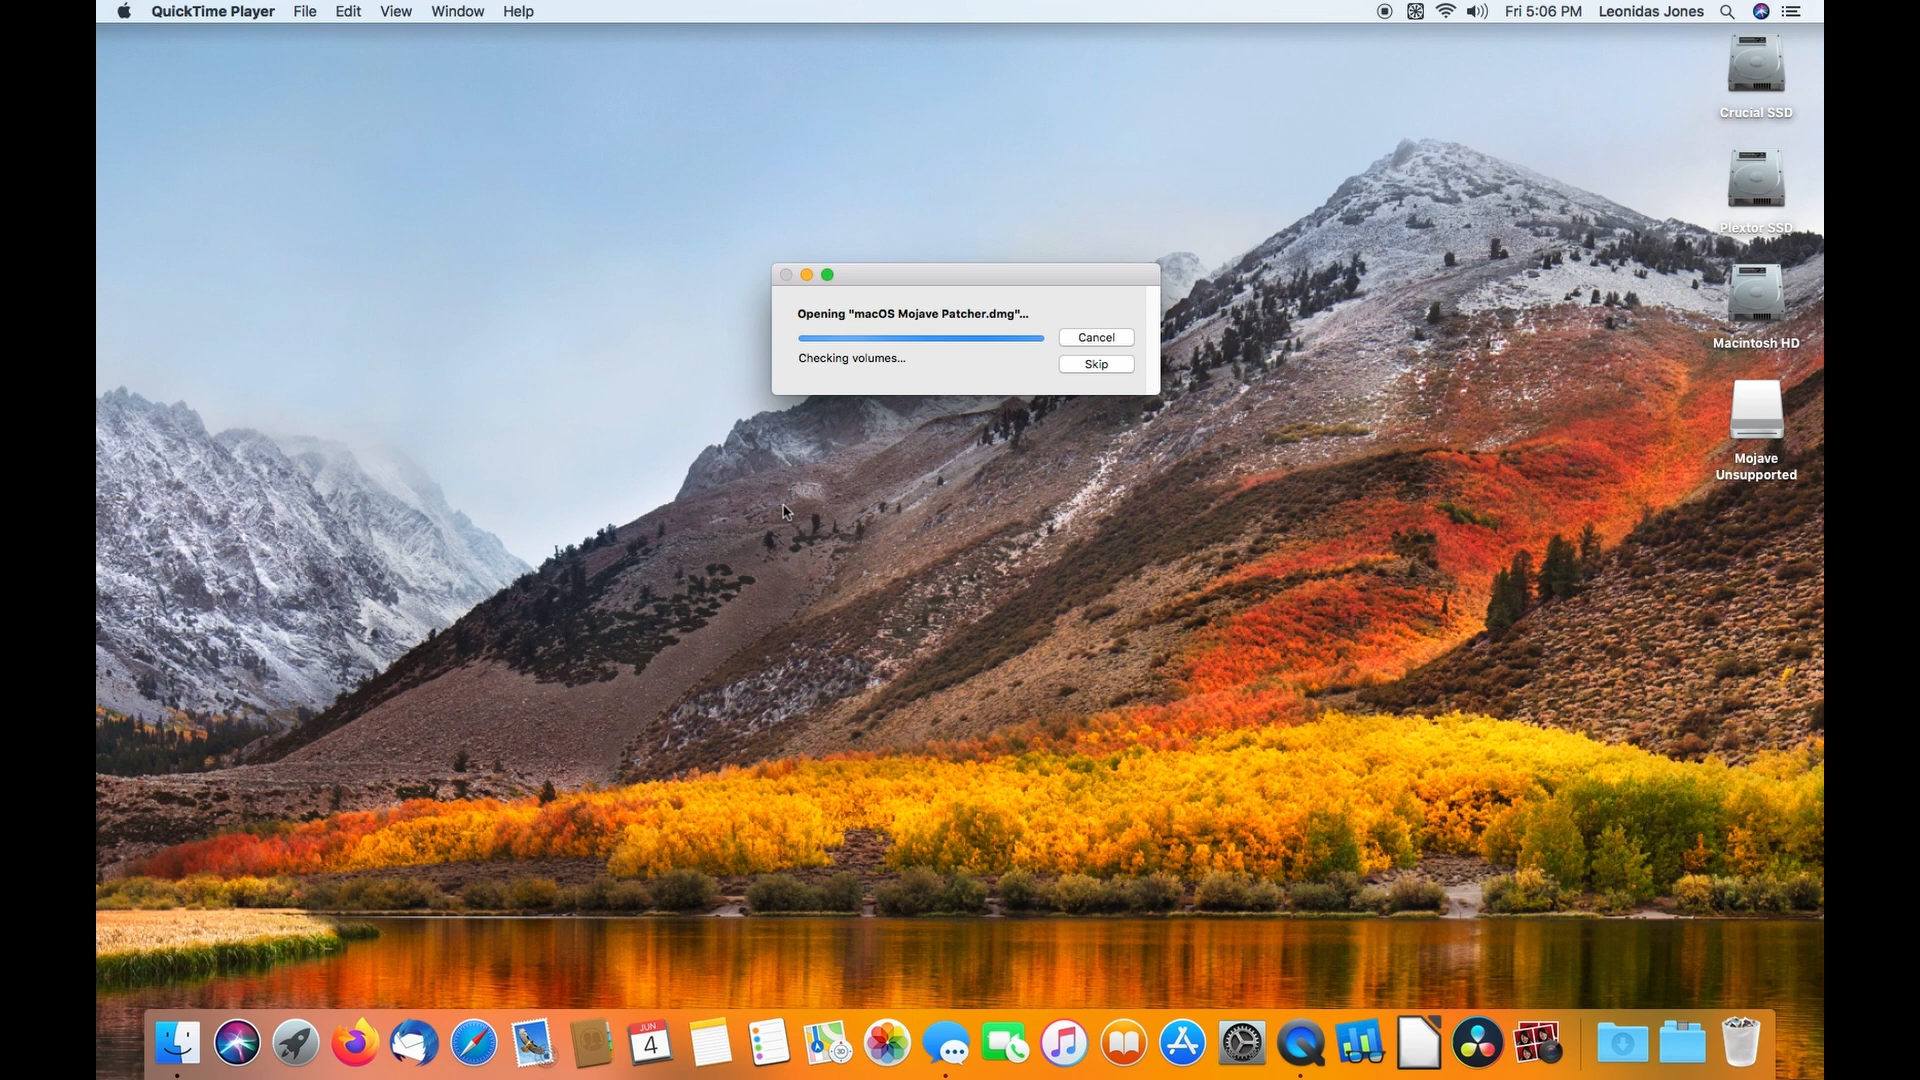 QuickTime Player File Edit View Window Help Fri 5:06 PM Leonidas Jones
Crucial SSD
Plextor SSD
Opening "macOS Mojave Patcher.dmg"...
Cancel
Checking volumes...
Skip
Macintosh HD
Mojave
Unsupported
JUN
4
3D